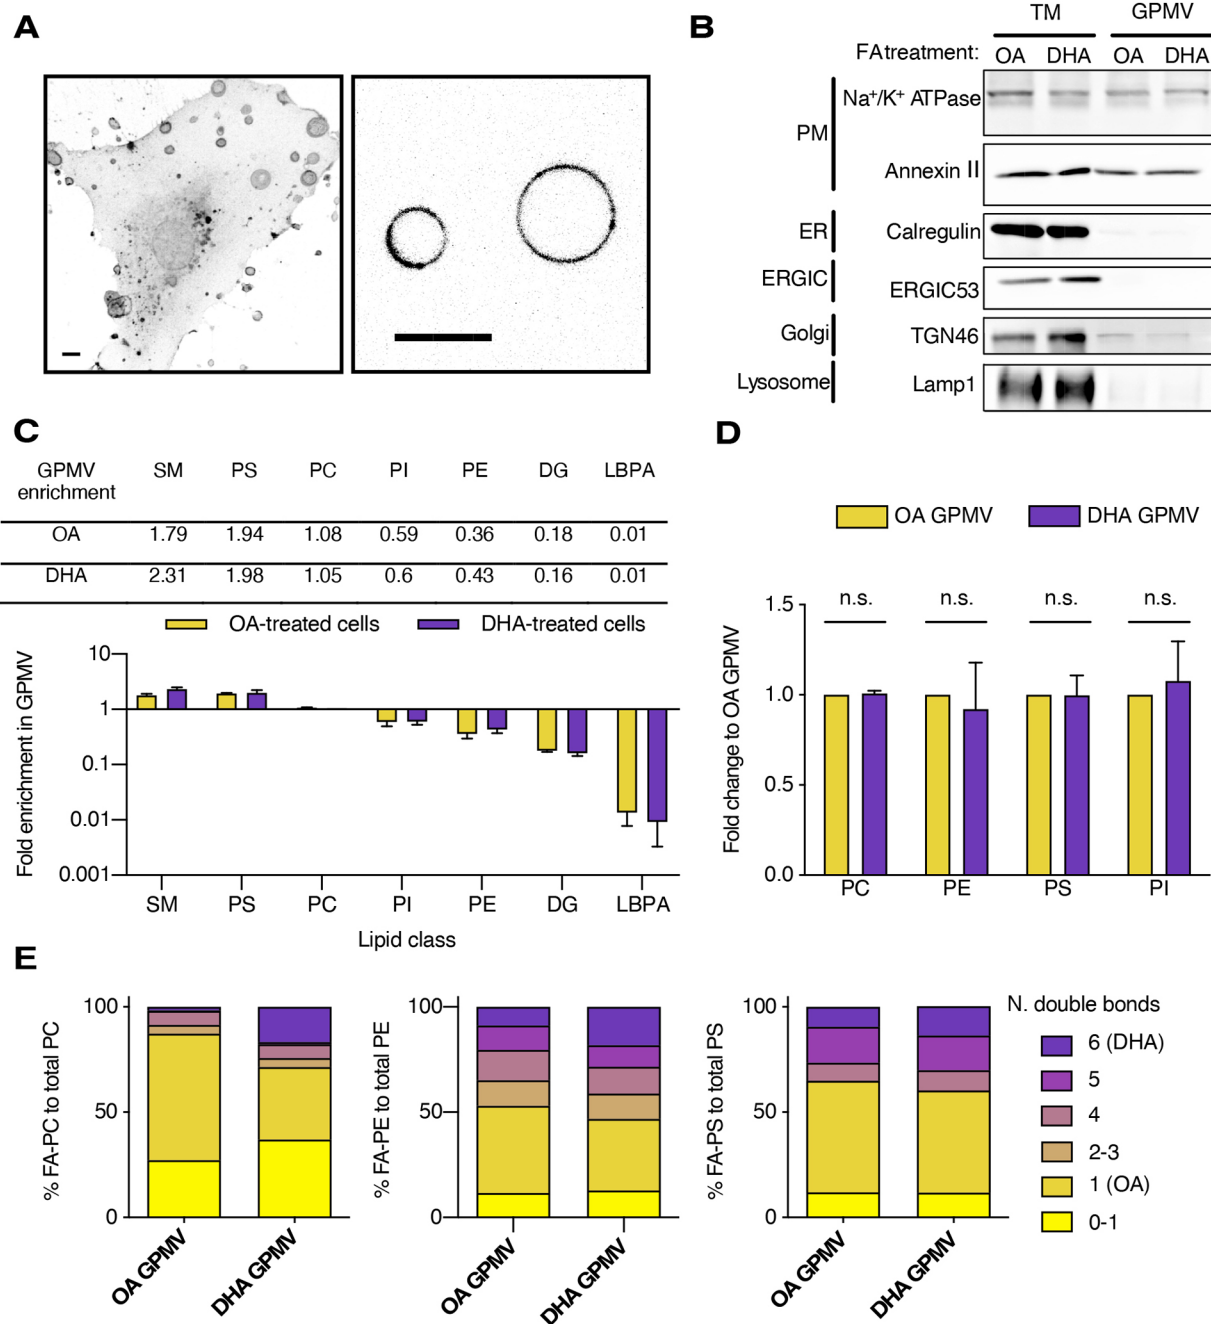 A
B
TM GPMV
FAtreatment: OA DHA OA DHA
PM
Na+/K+ ATPase
Annexin II
ER Calregulin
ERGIC ERGIC53
Golgi TGN46
Lysosome Lamp1
C
GPMV enrichment SM PS PC PI PE DG LBPA
OA 1.79 1.94 1.08 0.59 0.36 0.18 0.01
DHA 2.31 1.98 1.05 0.6 0.43 0.16 0.01
OA-treated cells DHA-treated cells
Fold enrichment in GPMV
10
1
0.1
0.01
0.001
SM PS PC PI PE DG LBPA
Lipid class
D
OA GPMV DHA GPMV
Fold change to OA GPMV
1.5
1.0
0.5
0.0
n.s. n.s. n.s. n.s.
PC PE PS PI
E
% FA-PC to total PC
100
50
0
OA GPMV DHA GPMV
% FA-PE to total PE
100
50
0
OA GPMV DHA GPMV
% FA-PS to total PS
100
50
0
OA GPMV DHA GPMV
N. double bonds
6 (DHA)
5
4
2-3
1 (OA)
0-1